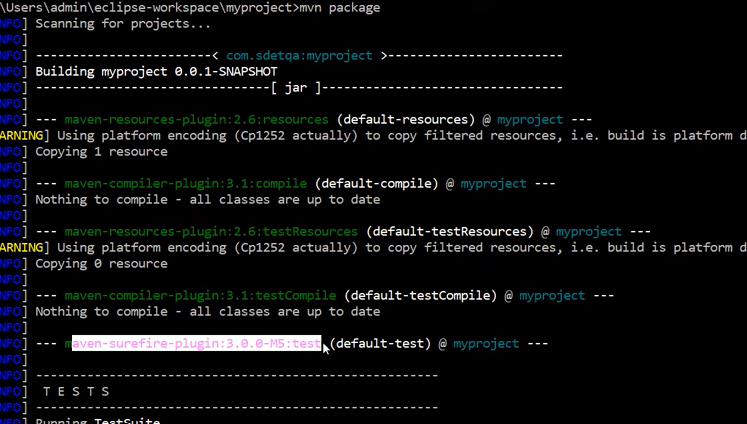 \Users\admin\eclipse-workspace\myproject>mvn package
NFO] Scanning for projects...
NFO]
NFO] -----------------------< com.sdetqa:myproject >-----------------------
NFO] Building myproject 0.0.1-SNAPSHOT
NFO] --------------------------------[ jar ]---------------------------------
NFO]
NFO] --- maven-resources-plugin:2.6:resources (default-resources) @ myproject ---
ARNING] Using platform encoding (Cp1252 actually) to copy filtered resources, i.e. build is platform d
NFO] Copying 1 resource
NFO]
NFO] --- maven-compiler-plugin:3.1:compile (default-compile) @ myproject ---
NFO] Nothing to compile - all classes are up to date
NFO]
NFO] --- maven-resources-plugin:2.6:testResources (default-testResources) @ myproject ---
ARNING] Using platform encoding (Cp1252 actually) to copy filtered resources, i.e. build is platform d
NFO] Copying 0 resource
NFO]
NFO] --- maven-compiler-plugin:3.1:testCompile (default-testCompile) @ myproject ---
NFO] Nothing to compile - all classes are up to date
NFO]
NFO] --- maven-surefire-plugin:3.0.0-M5:test (default-test) @ myproject ---
NFO]
NFO] -------------------------------------------------------
NFO]  T E S T S
NFO] -------------------------------------------------------
NFO] Running TestSuite